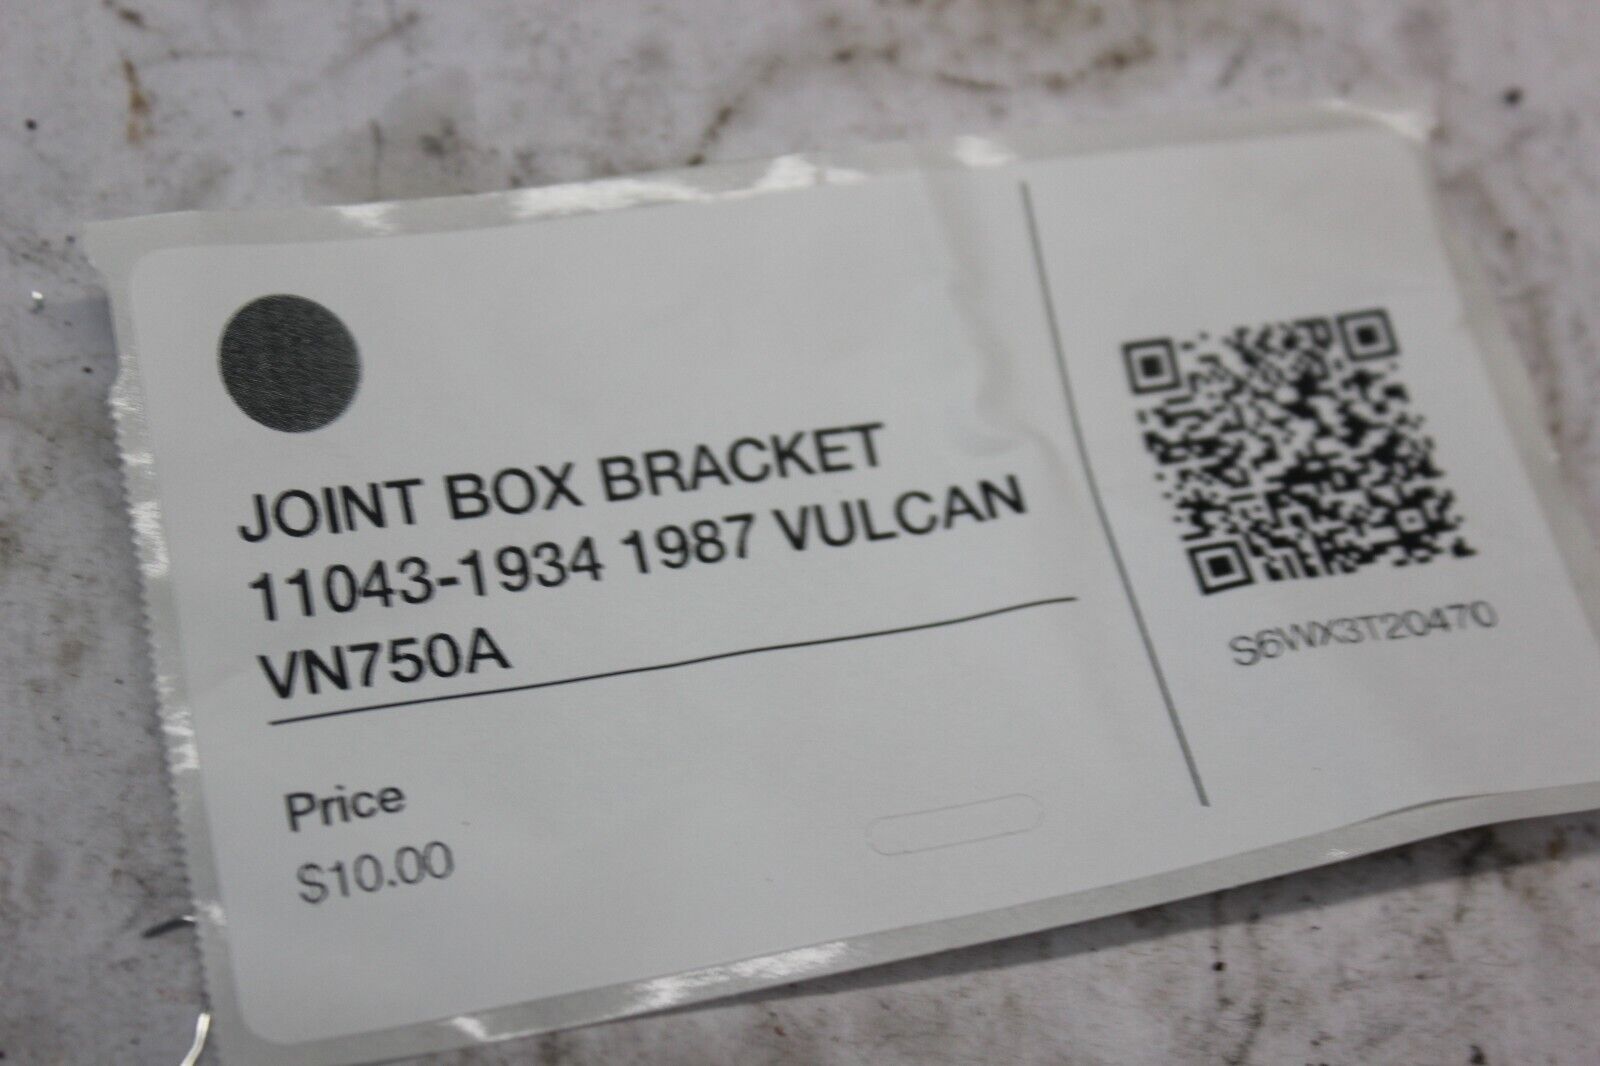 JOINT BOX BRACKET
11043-1934 1987 VULCAN
VN750A
Price
$10.00
S6WX3T20470